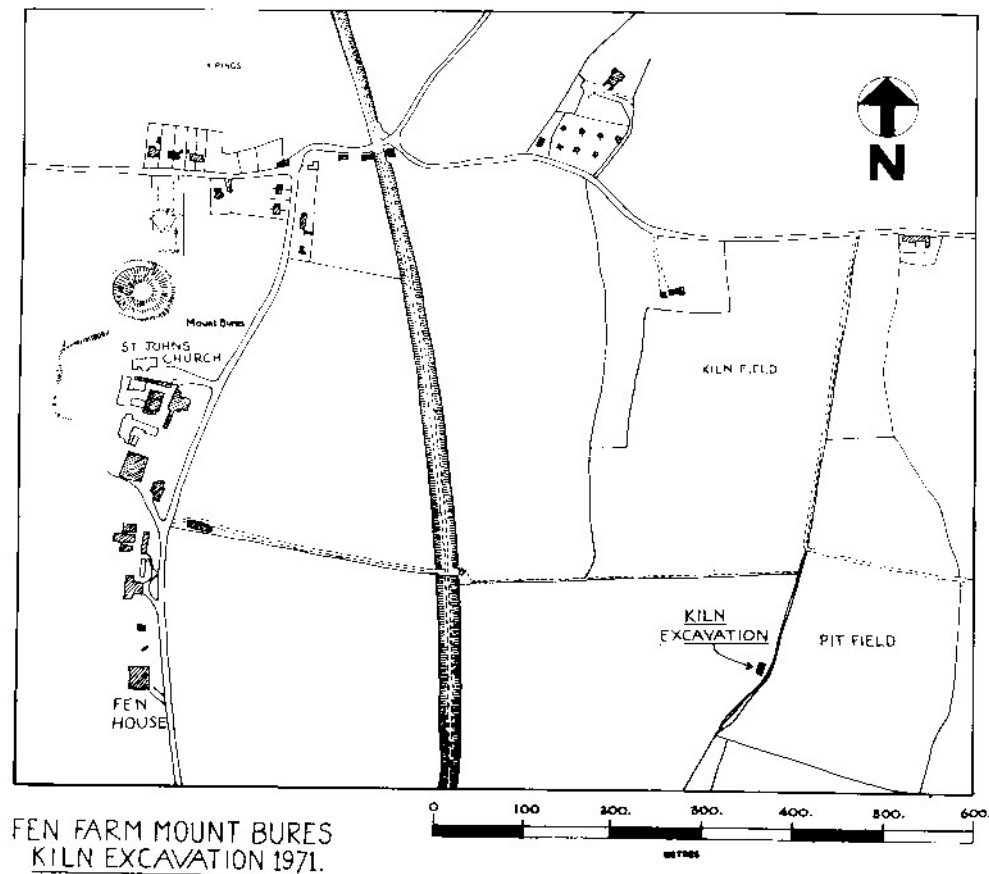 N
Mount Bures
ST JOHNS
CHURCH
KILN FIELD
KILN
EXCAVATION
PIT FIELD
FEN
HOUSE
0 100 200. 300. 400. 500. 600.
METRES
FEN FARM MOUNT BURES
KILN EXCAVATION 1971.